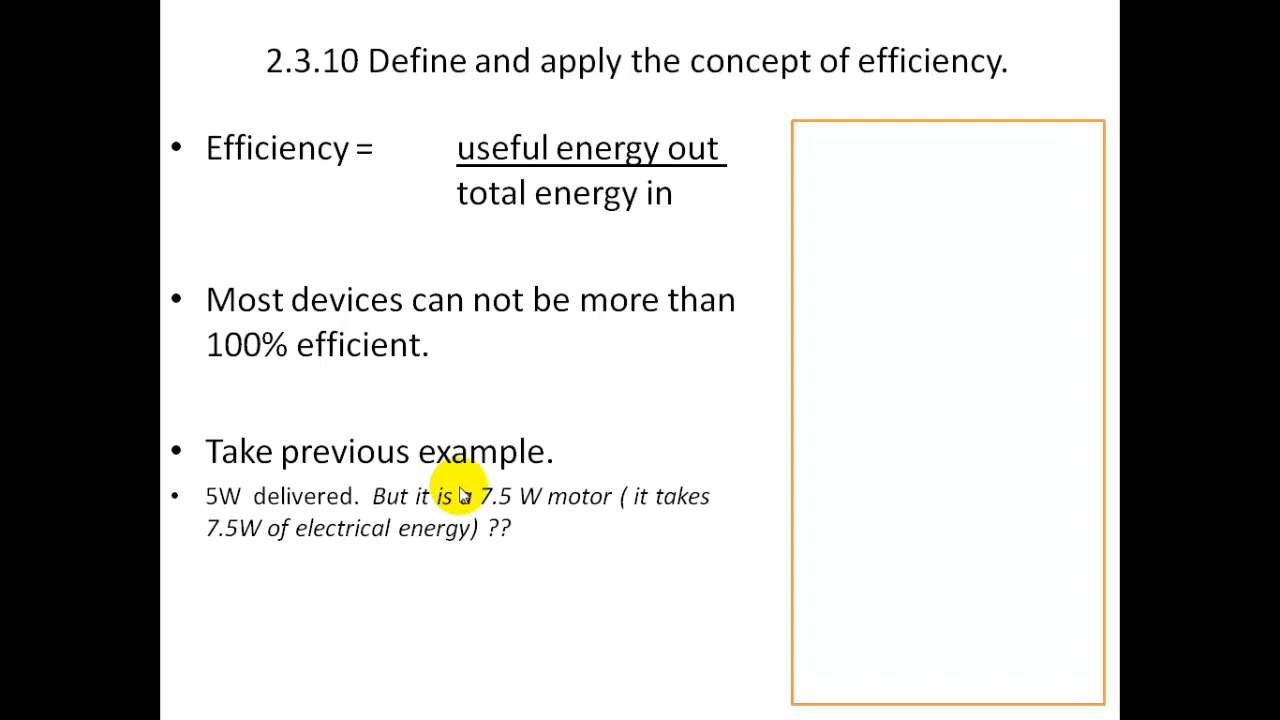 2.3.10 Define and apply the concept of efficiency.
• Efficiency = useful energy out
total energy in
• Most devices can not be more than
100% efficient.
• Take previous example.
• 5W delivered. But it is a 7.5 W motor ( it takes
7.5W of electrical energy) ??